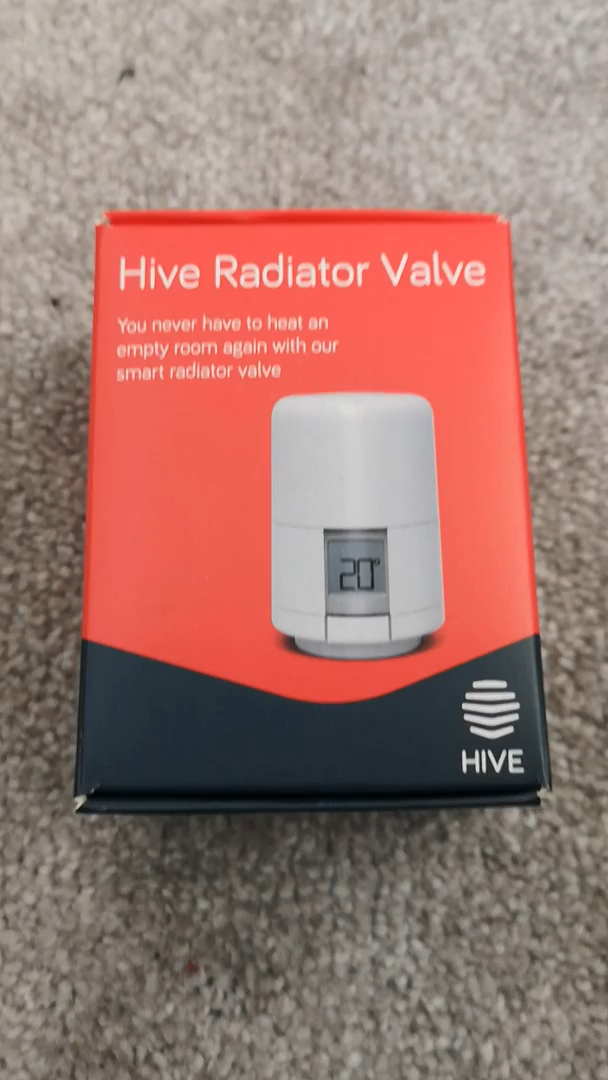 Hive Radiator Valve
You never have to heat an
empty room again with our
smart radiator valve
20°
HIVE